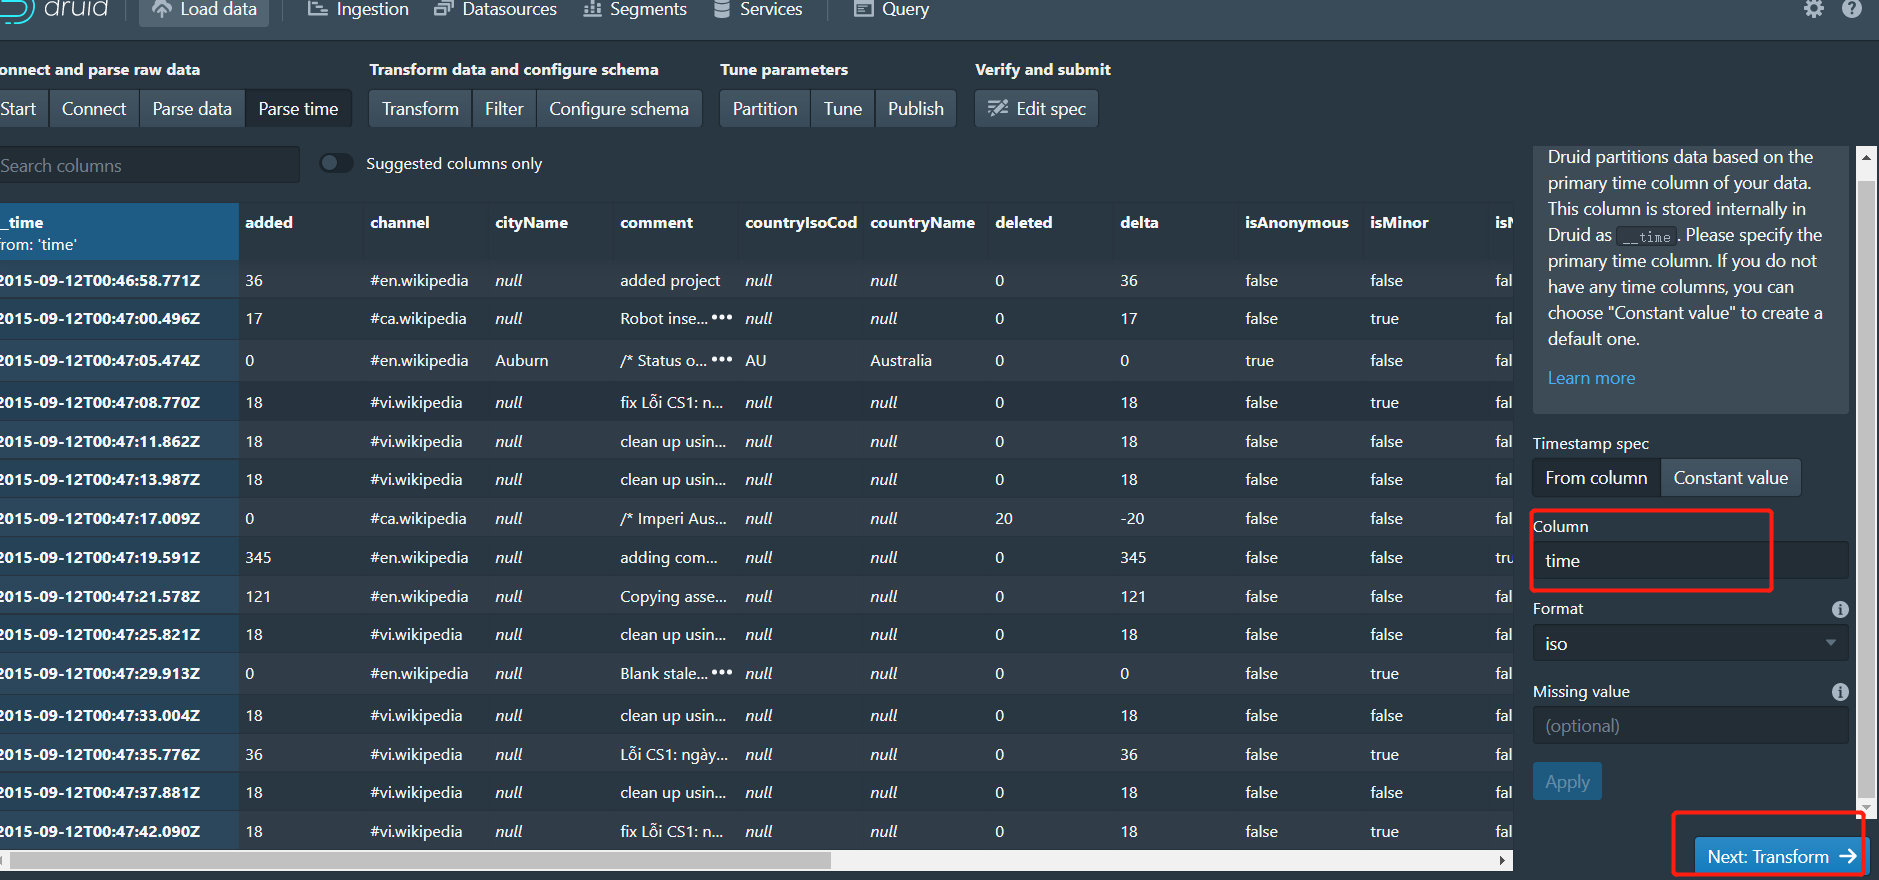 druid Load data Ingestion Datasources Segments Services Query
onnect and parse raw data Transform data and configure schema Tune parameters Verify and submit
Start Connect Parse data Parse time Transform Filter Configure schema Partition Tune Publish Edit spec
Search columns Suggested columns only
__time added channel cityName comment countryIsoCod countryName deleted delta isAnonymous isMinor isN
from: 'time'
2015-09-12T00:46:58.771Z 36 #en.wikipedia null added project null null 0 36 false false fal
2015-09-12T00:47:00.496Z 17 #ca.wikipedia null Robot inse... ••• null null 0 17 false true fal
2015-09-12T00:47:05.474Z 0 #en.wikipedia Auburn /* Status o... ••• AU Australia 0 0 true false fal
2015-09-12T00:47:08.770Z 18 #vi.wikipedia null fix Lỗi CS1: n... null null 0 18 false true fal
2015-09-12T00:47:11.862Z 18 #vi.wikipedia null clean up usin... null null 0 18 false false fal
2015-09-12T00:47:13.987Z 18 #vi.wikipedia null clean up usin... null null 0 18 false false fal
2015-09-12T00:47:17.009Z 0 #ca.wikipedia null /* Imperi Aus... null null 20 -20 false false fal
2015-09-12T00:47:19.591Z 345 #en.wikipedia null adding com... null null 0 345 false false tru
2015-09-12T00:47:21.578Z 121 #en.wikipedia null Copying asse... null null 0 121 false false fal
2015-09-12T00:47:25.821Z 18 #vi.wikipedia null clean up usin... null null 0 18 false false fal
2015-09-12T00:47:29.913Z 0 #en.wikipedia null Blank stale... ••• null null 0 0 false true fal
2015-09-12T00:47:33.004Z 18 #vi.wikipedia null clean up usin... null null 0 18 false false fal
2015-09-12T00:47:35.776Z 36 #vi.wikipedia null Lỗi CS1: ngày... null null 0 36 false true fal
2015-09-12T00:47:37.881Z 18 #vi.wikipedia null clean up usin... null null 0 18 false false fal
2015-09-12T00:47:42.090Z 18 #vi.wikipedia null fix Lỗi CS1: n... null null 0 18 false true fal
Druid partitions data based on the
primary time column of your data.
This column is stored internally in
Druid as __time . Please specify the
primary time column. If you do not
have any time columns, you can
choose "Constant value" to create a
default one.
Learn more
Timestamp spec
From column Constant value
Column
time
Format
iso
Missing value
(optional)
Apply
Next: Transform